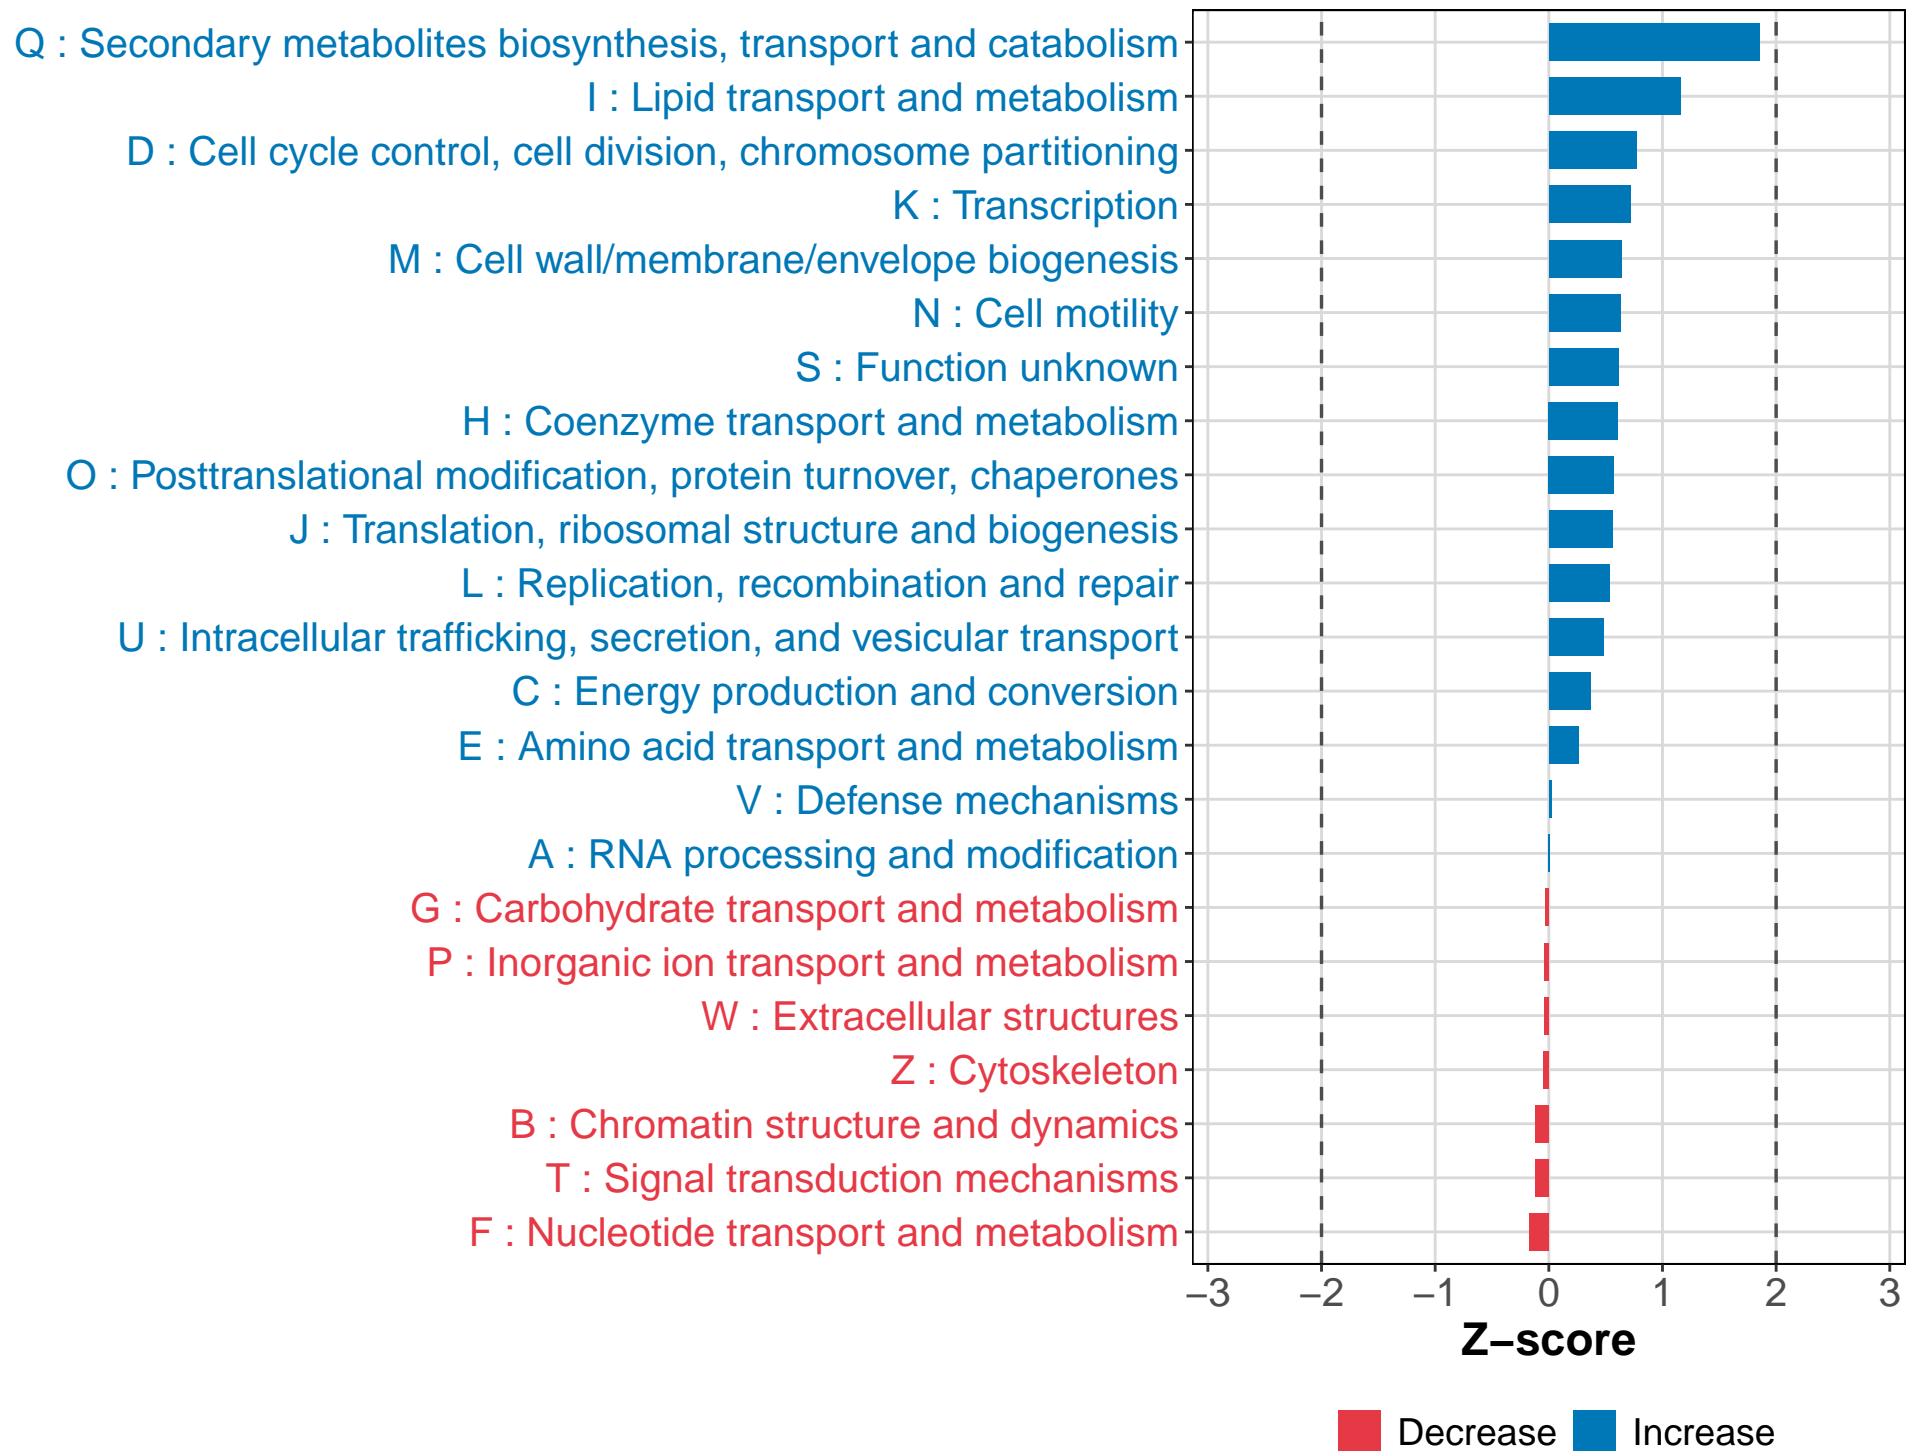 Q : Secondary metabolites biosynthesis, transport and catabolism
I : Lipid transport and metabolism
D : Cell cycle control, cell division, chromosome partitioning
K : Transcription
M : Cell wall/membrane/envelope biogenesis
N : Cell motility
S : Function unknown
H : Coenzyme transport and metabolism
O : Posttranslational modification, protein turnover, chaperones
J : Translation, ribosomal structure and biogenesis
L : Replication, recombination and repair
U : Intracellular trafficking, secretion, and vesicular transport
C : Energy production and conversion
E : Amino acid transport and metabolism
V : Defense mechanisms
A : RNA processing and modification
G : Carbohydrate transport and metabolism
P : Inorganic ion transport and metabolism
W : Extracellular structures
Z : Cytoskeleton
B : Chromatin structure and dynamics
T : Signal transduction mechanisms
F : Nucleotide transport and metabolism
−3 −2 −1 0 1 2 3
Z−score
Decrease Increase